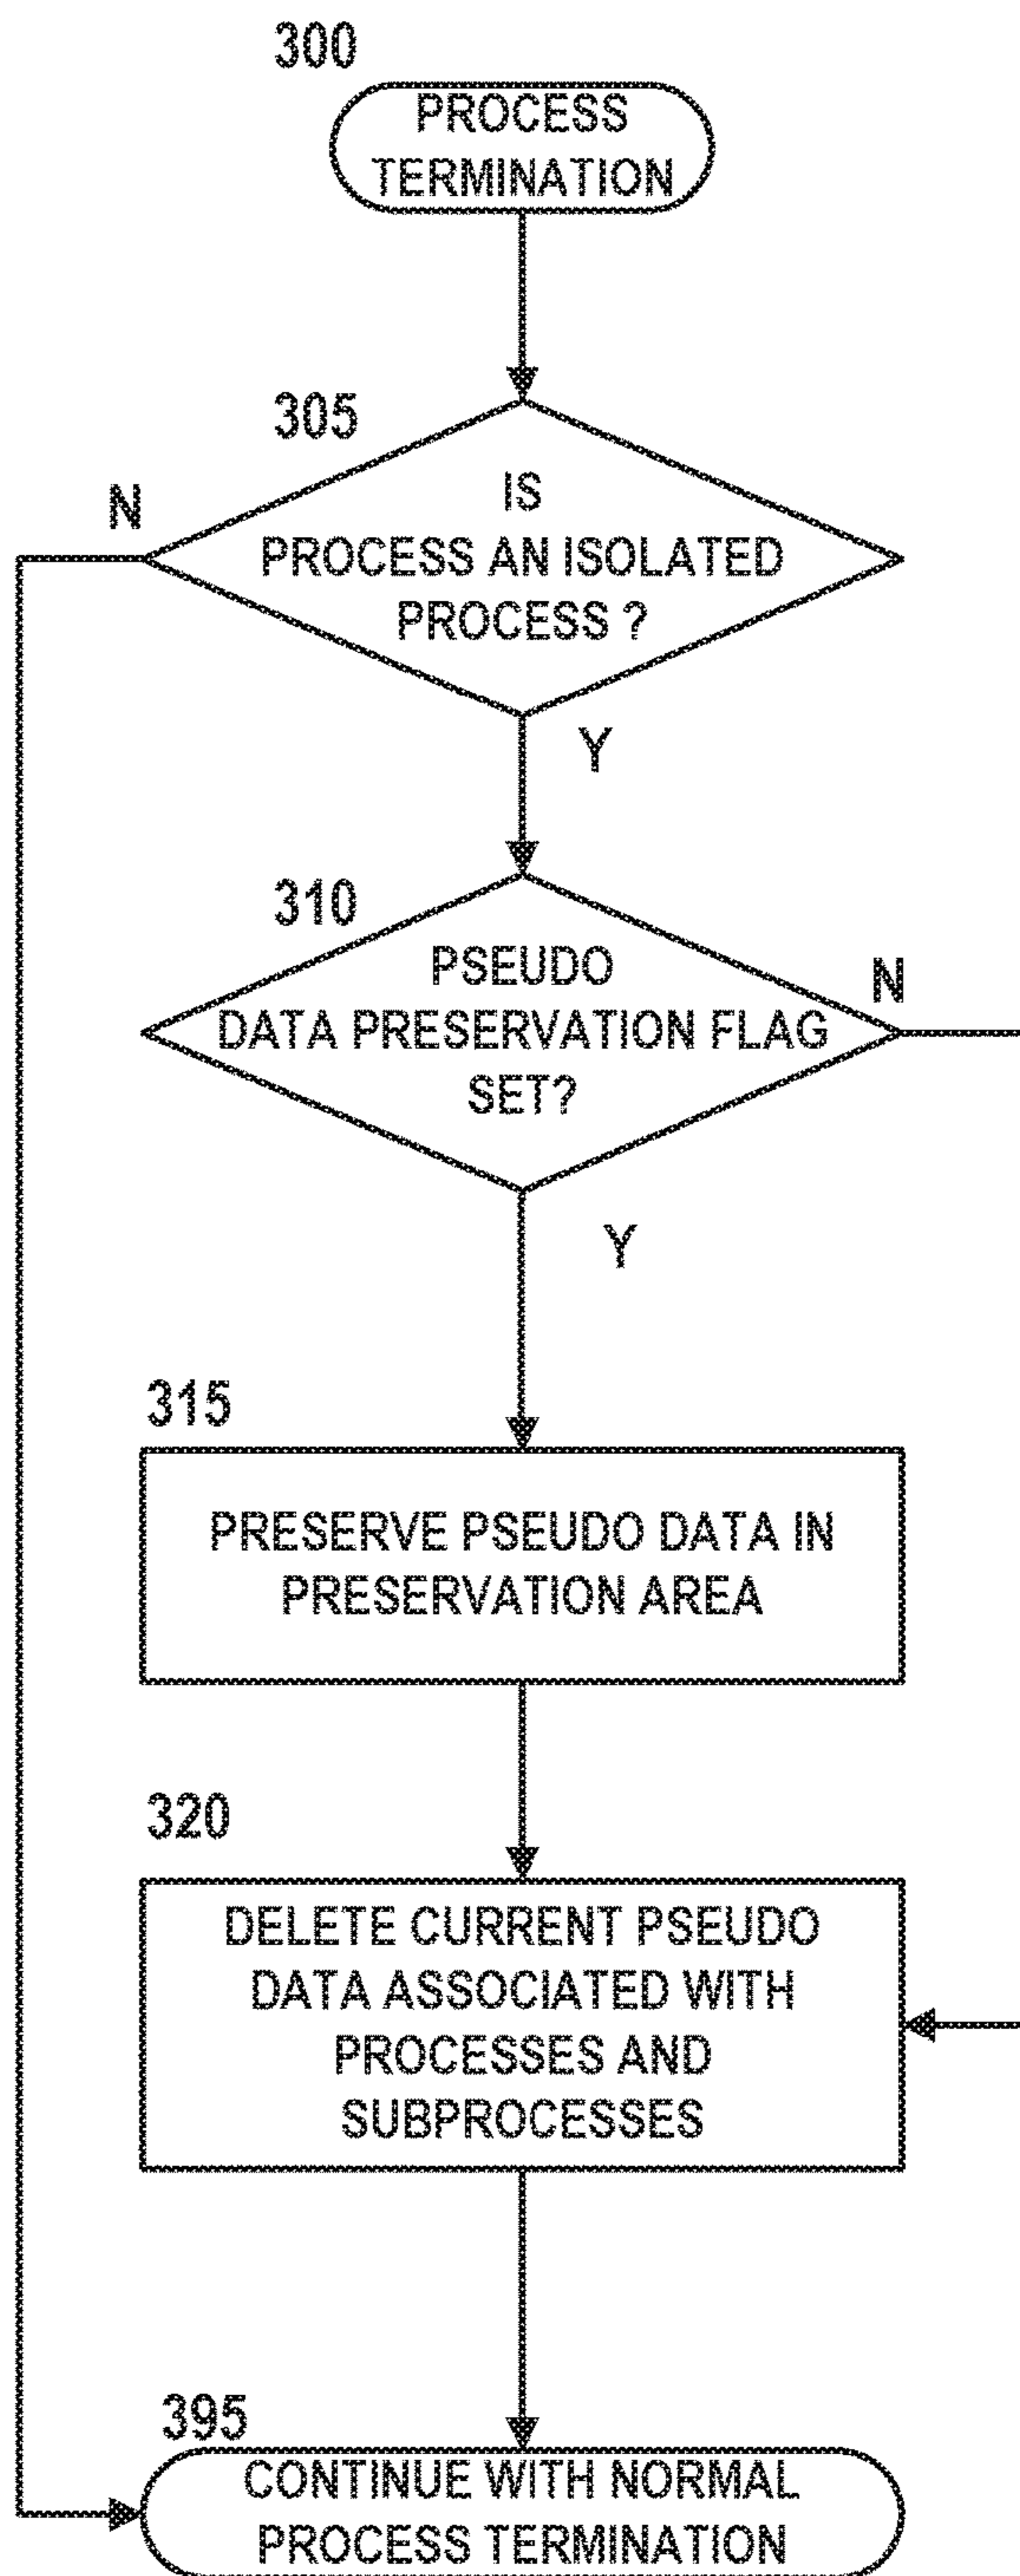 300
PROCESS
TERMINATION
305
N
IS
PROCESS AN ISOLATED
PROCESS ?
Y
310
PSEUDO
N
DATA PRESERVATION FLAG
SET?
Y
315
PRESERVE PSEUDO DATA IN
PRESERVATION AREA
320
DELETE CURRENT PSEUDO
DATA ASSOCIATED WITH
PROCESSES AND
SUBPROCESSES
395
CONTINUE WITH NORMAL
PROCESS TERMINATION